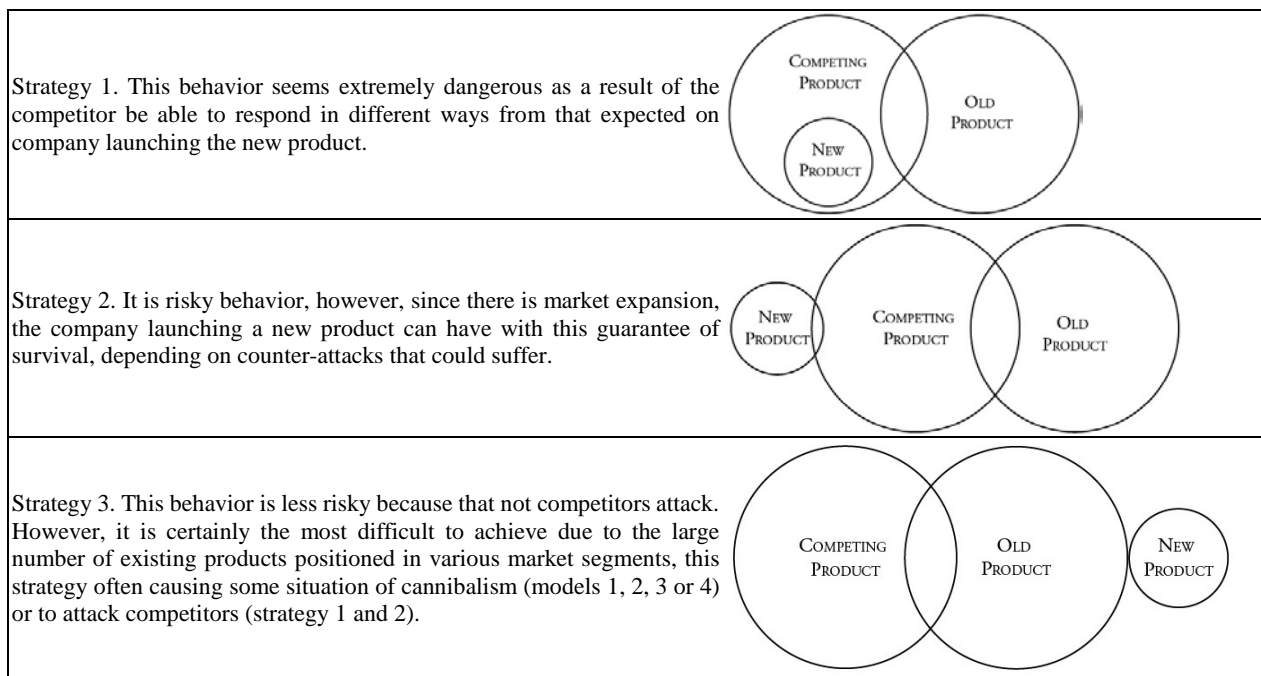 Strategy 1. This behavior seems extremely dangerous as a result of the
competitor be able to respond in different ways from that expected on
company launching the new product.
COMPETING
PRODUCT
OLD
PRODUCT
NEW
PRODUCT
Strategy 2. It is risky behavior, however, since there is market expansion,
the company launching a new product can have with this guarantee of
survival, depending on counter-attacks that could suffer.
NEW
PRODUCT
COMPETING
PRODUCT
OLD
PRODUCT
Strategy 3. This behavior is less risky because that not competitors attack.
However, it is certainly the most difficult to achieve due to the large
number of existing products positioned in various market segments, this
strategy often causing some situation of cannibalism (models 1, 2, 3 or 4)
or to attack competitors (strategy 1 and 2).
COMPETING
PRODUCT
OLD
PRODUCT
NEW
PRODUCT